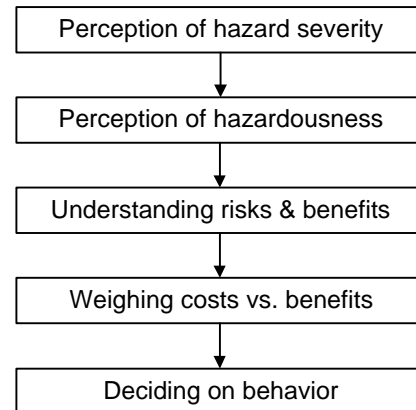 Perception of hazard severity
Perception of hazardousness
Understanding risks & benefits
Weighing costs vs. benefits
Deciding on behavior